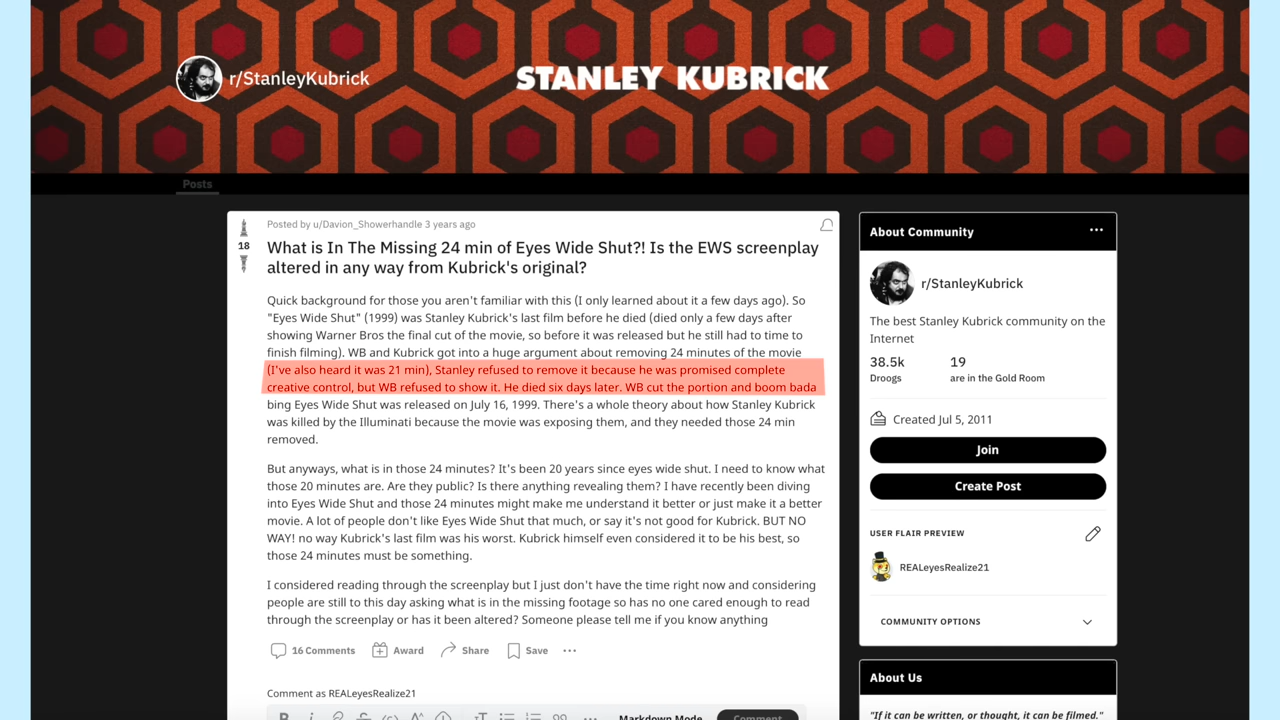 r/StanleyKubrick
STANLEY KUBRICK
Posts
Posted by u/Davion_Showerhandle 3 years ago
18
What is In The Missing 24 min of Eyes Wide Shut?! Is the EWS screenplay
altered in any way from Kubrick's original?
Quick background for those you aren't familiar with this (I only learned about it a few days ago). So
"Eyes Wide Shut" (1999) was Stanley Kubrick's last film before he died (died only a few days after
showing Warner Bros the final cut of the movie, so before it was released but he still had to time to
finish filming). WB and Kubrick got into a huge argument about removing 24 minutes of the movie
(I've also heard it was 21 min), Stanley refused to remove it because he was promised complete
creative control, but WB refused to show it. He died six days later. WB cut the portion and boom bada
bing Eyes Wide Shut was released on July 16, 1999. There's a whole theory about how Stanley Kubrick
was killed by the Illuminati because the movie was exposing them, and they needed those 24 min
removed.
But anyways, what is in those 24 minutes? It's been 20 years since eyes wide shut. I need to know what
those 20 minutes are. Are they public? Is there anything revealing them? I have recently been diving
into Eyes Wide Shut and those 24 minutes might make me understand it better or just make it a better
movie. A lot of people don't like Eyes Wide Shut that much, or say it's not good for Kubrick. BUT NO
WAY! no way Kubrick's last film was his worst. Kubrick himself even considered it to be his best, so
those 24 minutes must be something.
I considered reading through the screenplay but I just don't have the time right now and considering
people are still to this day asking what is in the missing footage so has no one cared enough to read
through the screenplay or has it been altered? Someone please tell me if you know anything
16 Comments
Award
Share
Save
Comment as REALeyesRealize21
Markdown Mode
Comment
About Community
r/StanleyKubrick
The best Stanley Kubrick community on the
Internet
38.5k 19
Droogs are in the Gold Room
Created Jul 5, 2011
Join
Create Post
USER FLAIR PREVIEW
REALeyesRealize21
COMMUNITY OPTIONS
About Us
"If it can be written, or thought, it can be filmed."